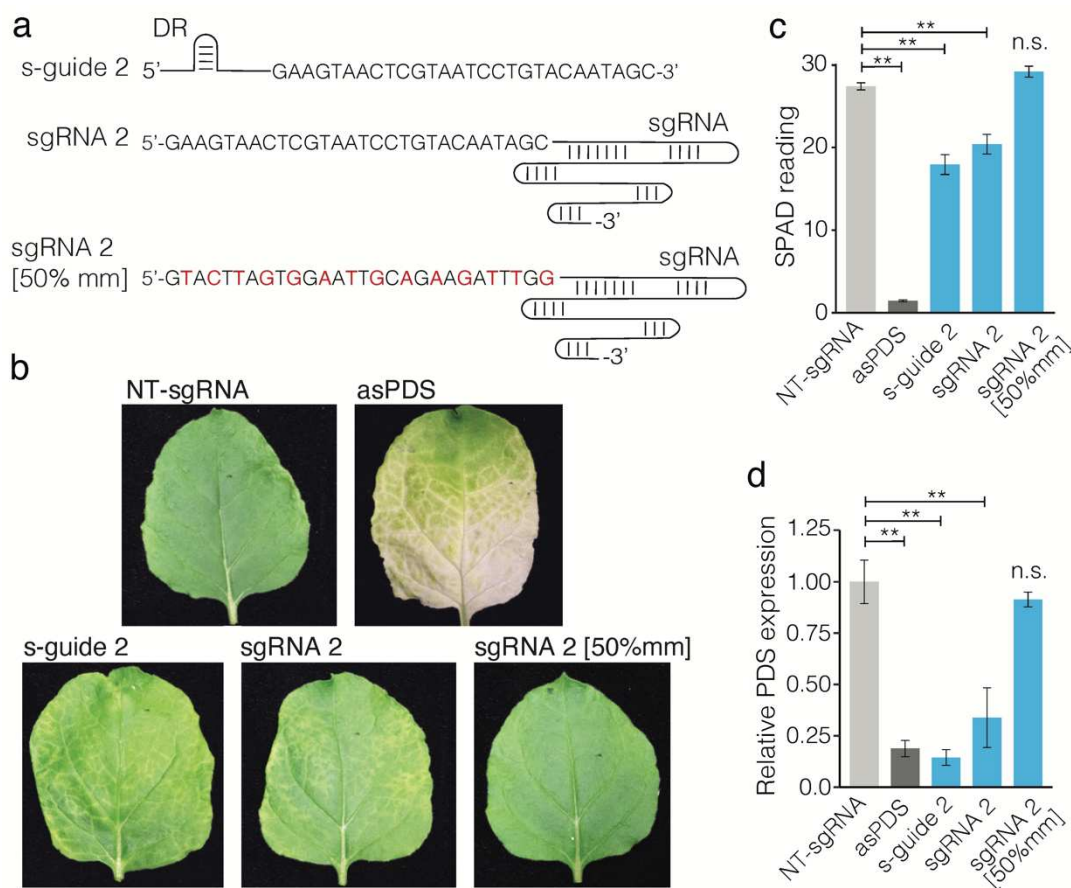 a
DR
s-guide 2 5’ GAAGTAACTCGTAATCCTGTACAATAGC-3’
sgRNA 2 5’-GAAGTAACTCGTAATCCTGTACAATAGC
sgRNA
-3’
sgRNA 2
[50% mm] 5’-GTACTTAGTGGAATTGCAGAAGATTTGG
sgRNA
-3’
b
NT-sgRNA asPDS
s-guide 2 sgRNA 2 sgRNA 2 [50%mm]
c
** n.s.
**
**
30
20
10
0
SPAD reading
NT-sgRNA
asPDS
s-guide 2
sgRNA 2
sgRNA 2
[50%mm]
d
**
**
**
n.s.
1.25
1.00
0.75
0.50
0.25
0.0
Relative PDS expression
NT-sgRNA
asPDS
s-guide 2
sgRNA 2
sgRNA 2
[50%mm]